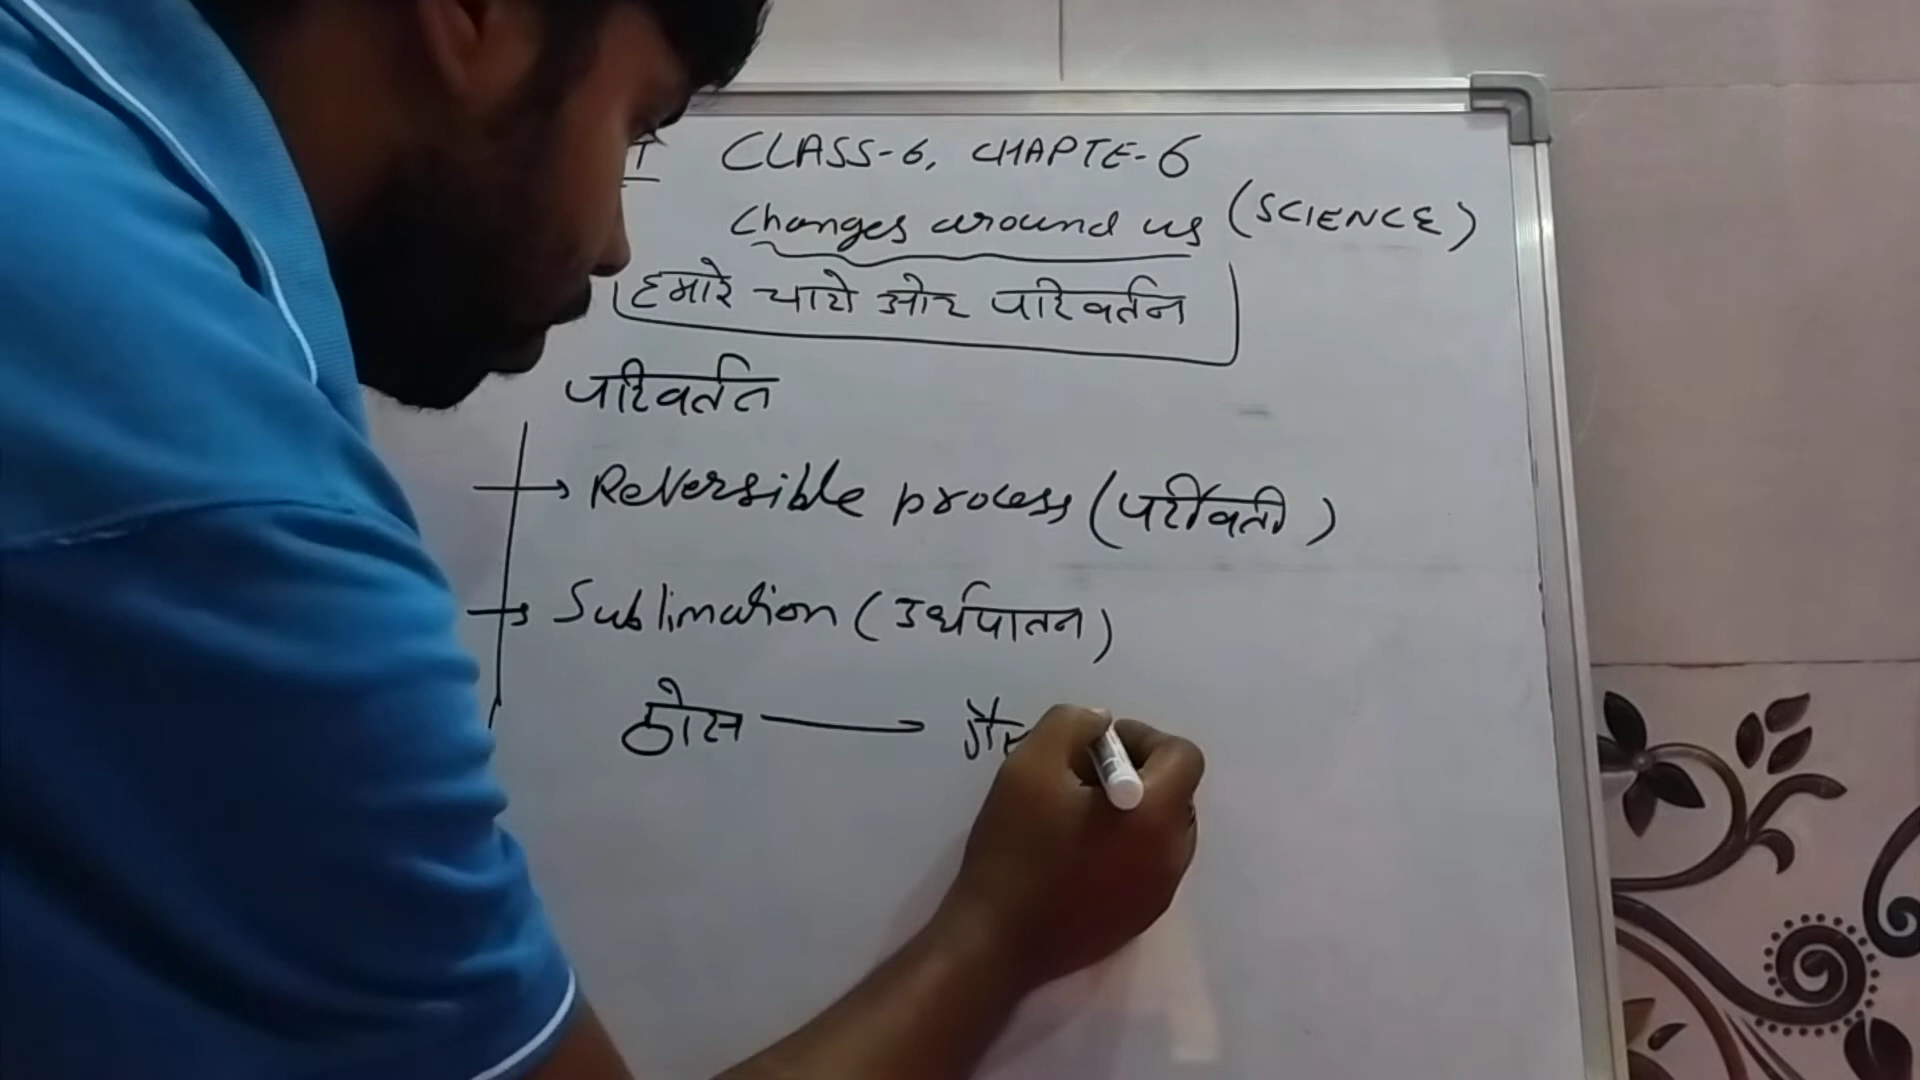 CLASS-6, CHAPTE-6
Changes around us (SCIENCE)
हमारे चारो ओर परिवर्तन
परिवर्तन
Reversible process (परिवर्ती)
Sublimation (उर्धपातन)
ठोस → गैस